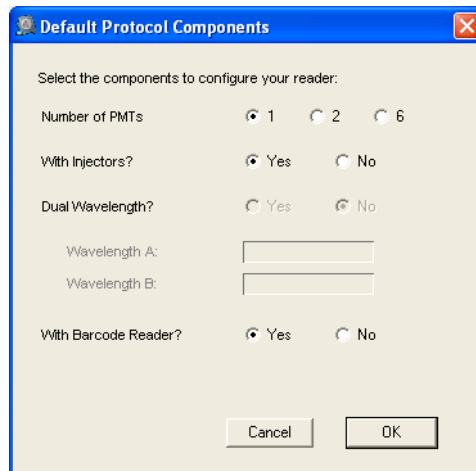 Default Protocol Components
Select the components to configure your reader:
Number of PMTs 1 2 6
With Injectors? Yes No
Dual Wavelength? Yes No
Wavelength A:
Wavelength B:
With Barcode Reader? Yes No
Cancel OK